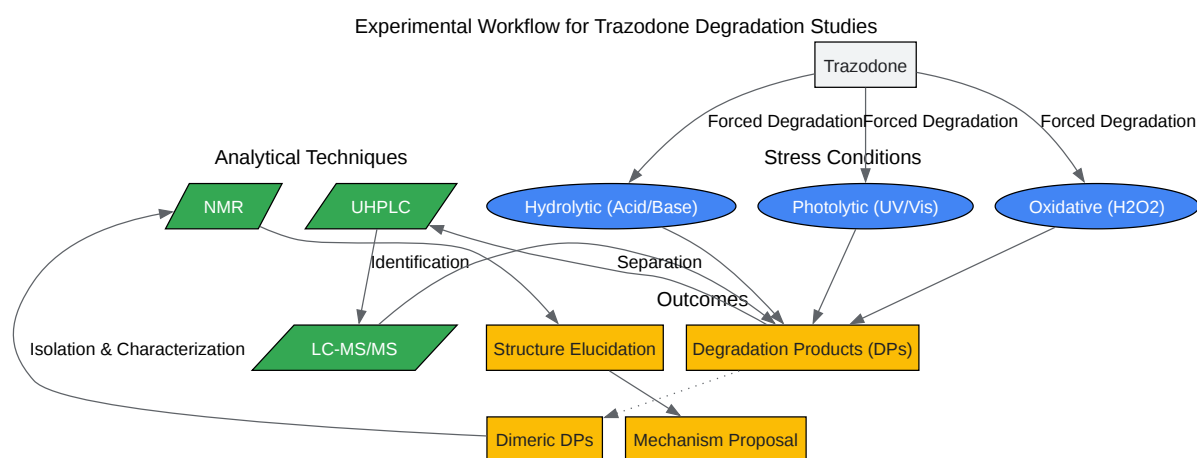 Experimental Workflow for Trazodone Degradation Studies
Trazodone
Forced Degradation
Forced Degradation
Forced Degradation
Analytical Techniques
Stress Conditions
NMR
UHPLC
Hydrolytic (Acid/Base)
Photolytic (UV/Vis)
Oxidative (H2O2)
Identification
Separation
Outcomes
Isolation & Characterization
LC-MS/MS
Structure Elucidation
Degradation Products (DPs)
Dimeric DPs
Mechanism Proposal